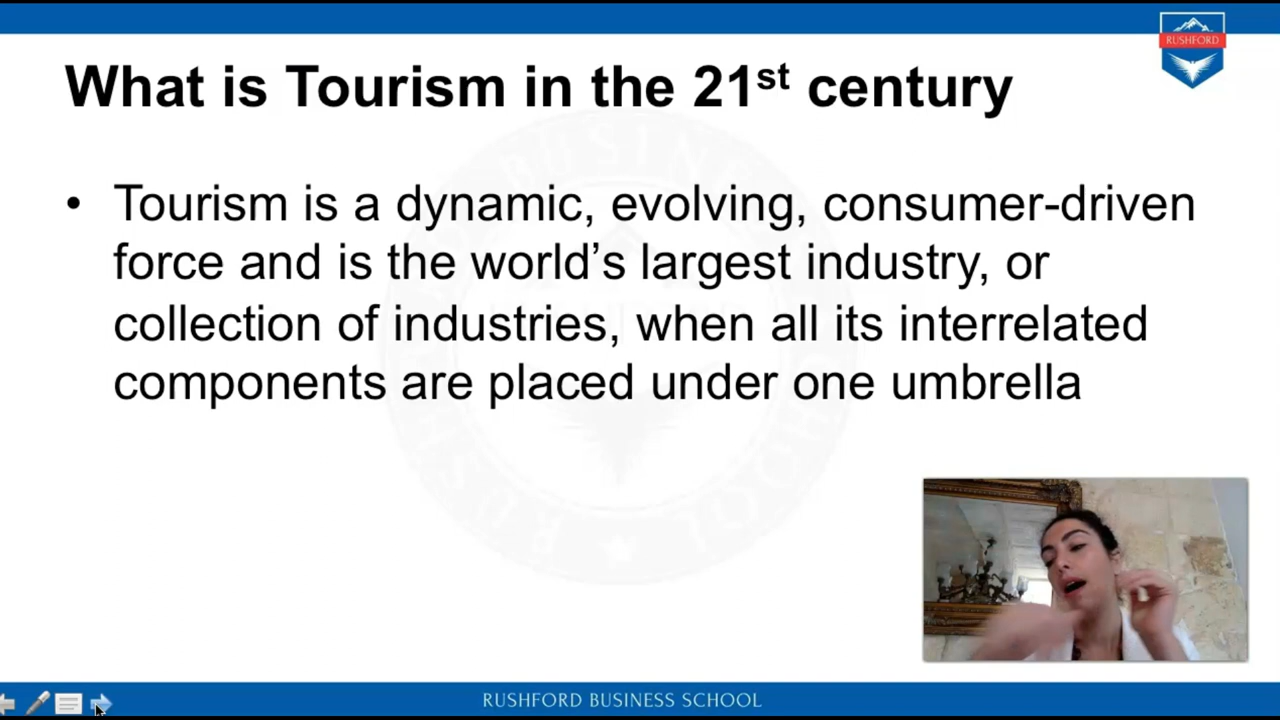 RUSHFORD
What is Tourism in the 21st century
• Tourism is a dynamic, evolving, consumer-driven
force and is the world’s largest industry, or
collection of industries, when all its interrelated
components are placed under one umbrella
RUSHFORD BUSINESS SCHOOL